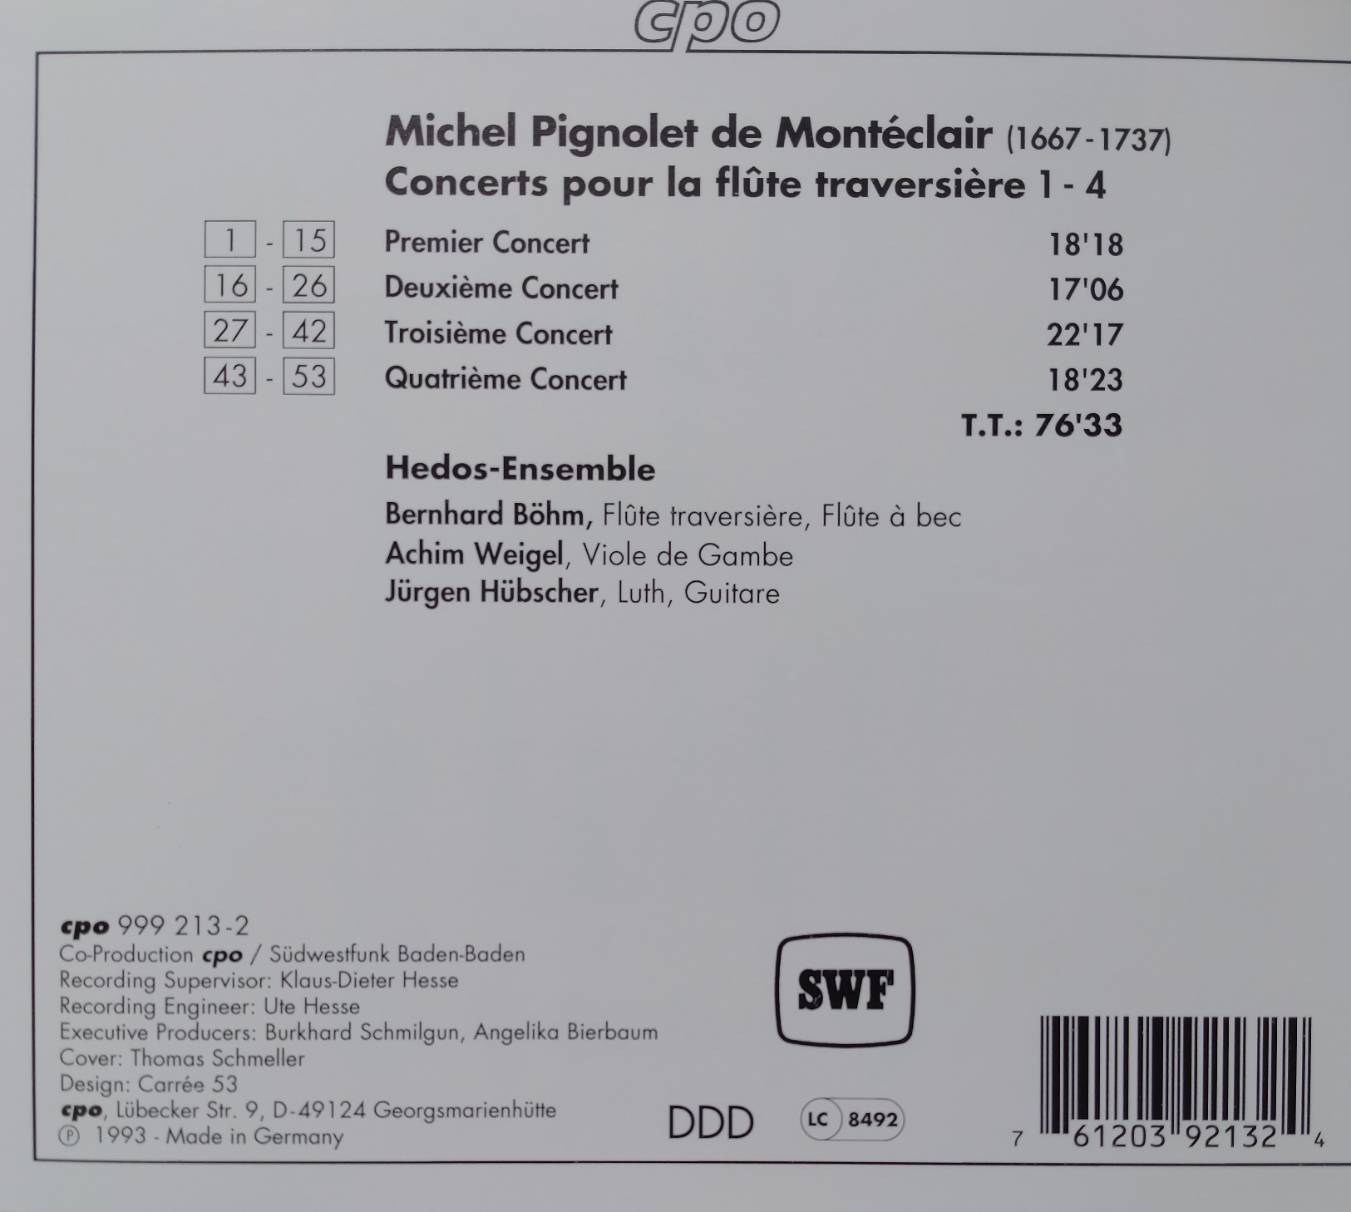 cpo
Michel Pignolet de Montéclair (1667-1737)
Concerts pour la flûte traversière 1 - 4
1 - 15 Premier Concert 18'18
16 - 26 Deuxième Concert 17'06
27 - 42 Troisième Concert 22'17
43 - 53 Quatrième Concert 18'23
T.T.: 76'33
Hedos-Ensemble
Bernhard Böhm, Flûte traversière, Flûte à bec
Achim Weigel, Viole de Gambe
Jürgen Hübscher, Luth, Guitare
cpo 999 213-2
Co-Production cpo / Südwestfunk Baden-Baden
Recording Supervisor: Klaus-Dieter Hesse
Recording Engineer: Ute Hesse
Executive Producers: Burkhard Schmilgun, Angelika Bierbaum
Cover: Thomas Schmeller
Design: Carrée 53
cpo, Lübecker Str. 9, D-49124 Georgsmarienhütte
℗ 1993 - Made in Germany
SWF
DDD
LC 8492
7 61203 92132 4